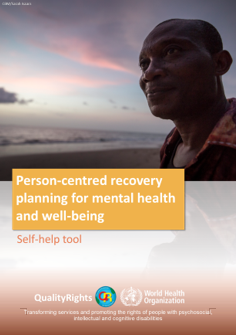 Person-centred recovery
planning for mental health
and well-being
Self-help tool
QualityRights
World Health
Organization
Transforming services and promoting the rights of people with psychosocial,
intellectual and cognitive disabilities